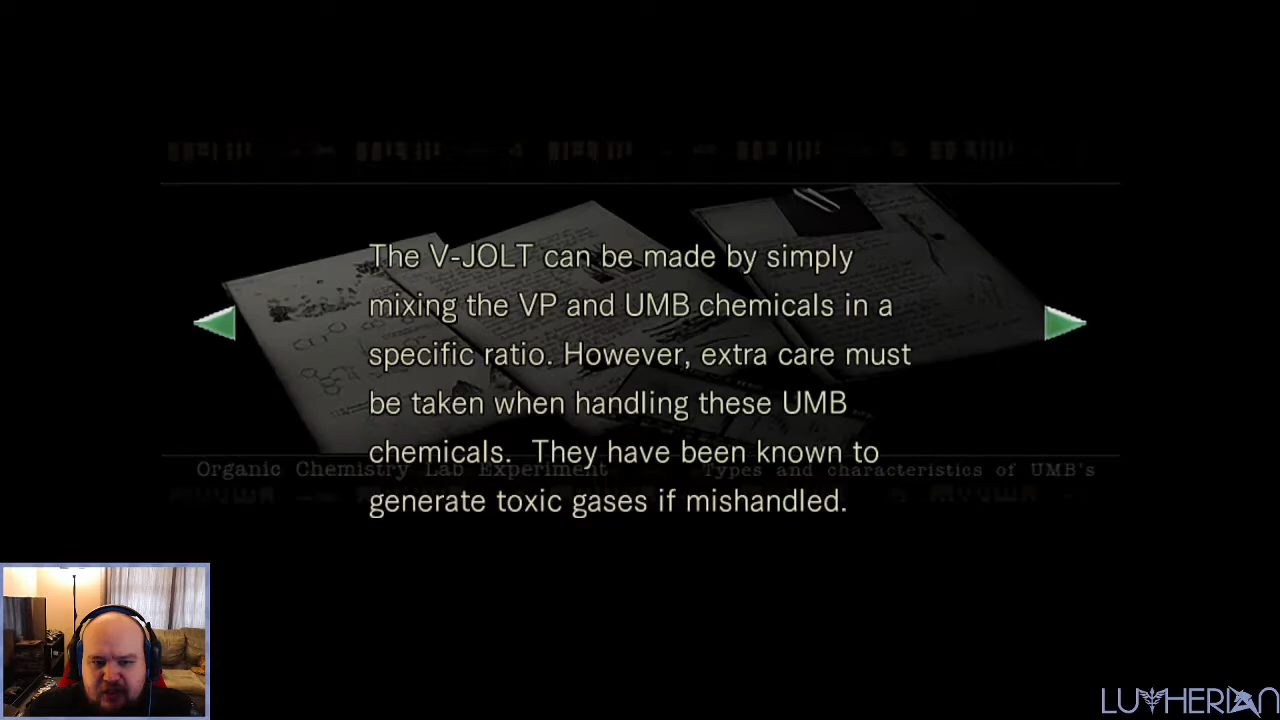 The V-JOLT can be made by simply
mixing the VP and UMB chemicals in a
specific ratio. However, extra care must
be taken when handling these UMB
chemicals.  They have been known to
generate toxic gases if mishandled.
Organic Chemistry Lab Experiment
Types and characteristics of UMB's
LUTHERIAN